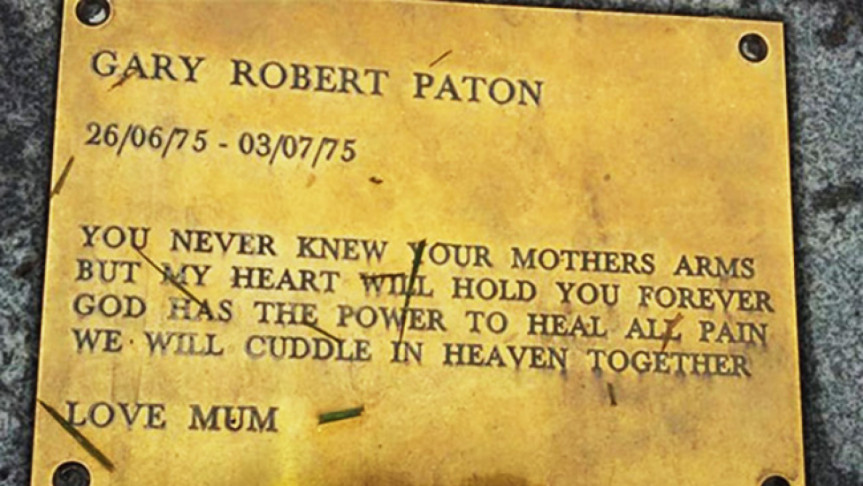 GARY ROBERT PATON
26/06/75 - 03/07/75
YOU NEVER KNEW YOUR MOTHERS ARMS
BUT MY HEART WILL HOLD YOU FOREVER
GOD HAS THE POWER TO HEAL ALL PAIN
WE WILL CUDDLE IN HEAVEN TOGETHER
LOVE MUM